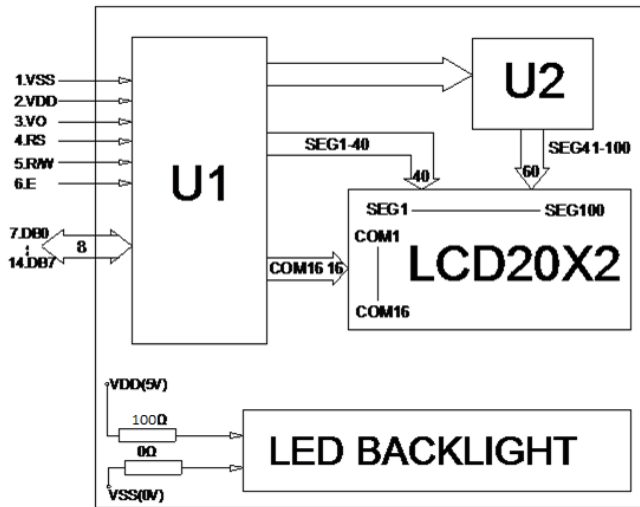 1.VSS
2.VDD
3.VO
4.RS
5.R/W
6.E
7.DB0
14.DB7
8
U1
U2
SEG1-40
40
SEG41-100
60
SEG1
SEG100
COM1
COM16
LCD20X2
COM16 16
VDD(5V)
100Ω
0Ω
VSS(0V)
LED BACKLIGHT